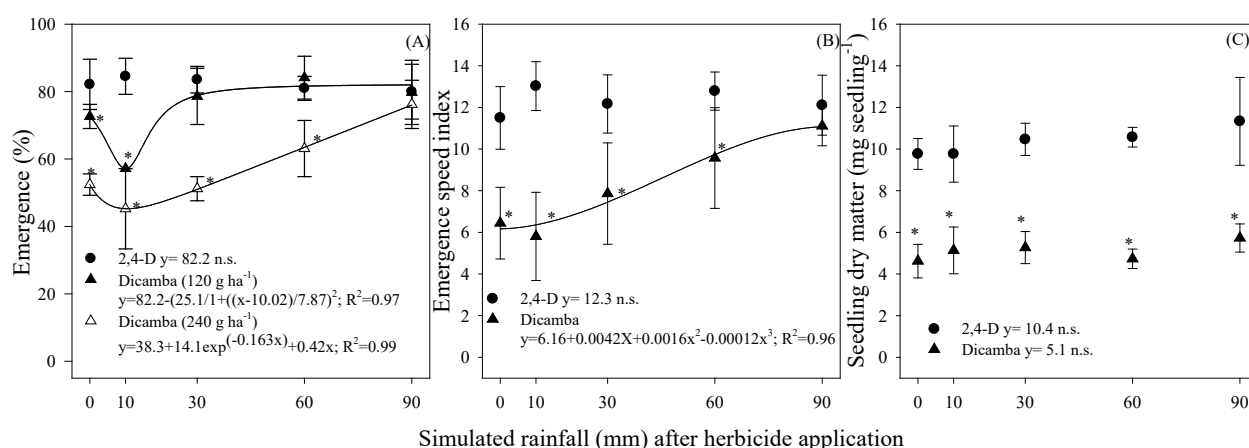 Emergence (%)
100
80
60
40
20
0
(A)
*
*
*
*
*
*
2,4-D y= 82.2 n.s.
Dicamba (120 g ha-1)
y=82.2-(25.1/1+((x-10.02)/7.87)2; R2=0.97
Dicamba (240 g ha-1)
y=38.3+14.1exp(-0.163x)+0.42x; R2=0.99
0 10 30 60 90
Emergence speed index
16
14
12
10
8
6
4
2
0
(B)
*
*
*
*
2,4-D y= 12.3 n.s.
Dicamba
y=6.16+0.0042X+0.0016x2-0.00012x3; R2=0.96
0 10 30 60 90
Seedling dry matter (mg seedling-1)
16
14
12
10
8
6
4
2
0
(C)
*
*
*
*
*
2,4-D y= 10.4 n.s.
Dicamba y= 5.1 n.s.
0 10 30 60 90
Simulated rainfall (mm) after herbicide application